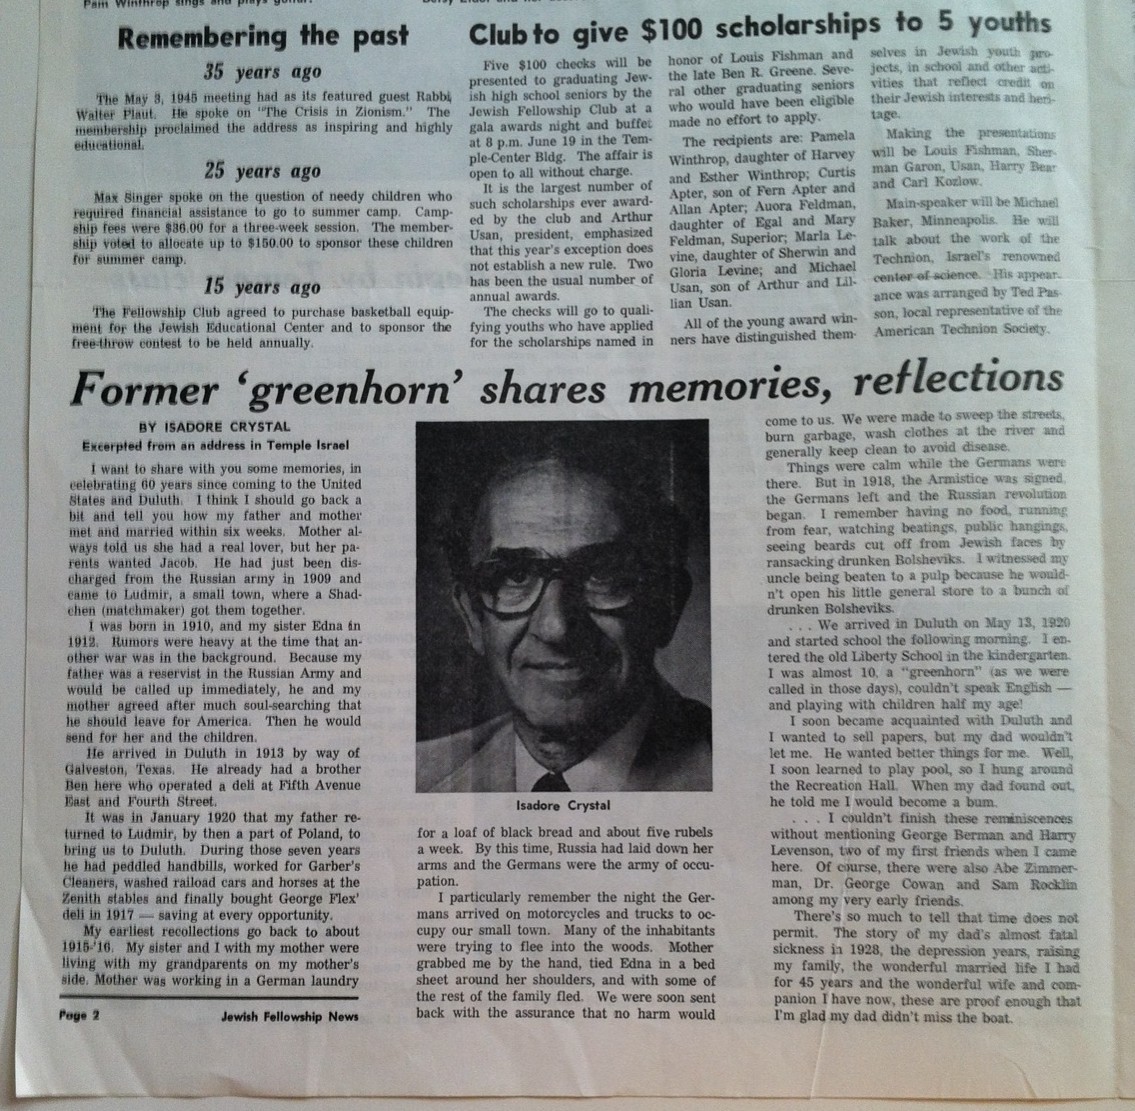 Remembering the past
35 years ago
The May 3, 1945 meeting had as its featured guest Rabbi
Walter Plaut. He spoke on "The Crisis in Zionism." The
membership proclaimed the address as inspiring and highly
educational.
25 years ago
Max Singer spoke on the question of needy children who
required financial assistance to go to summer camp. Camp-
ship fees were $36.00 for a three-week session. The member-
ship voted to allocate up to $150.00 to sponsor these children
for summer camp.
15 years ago
The Fellowship Club agreed to purchase basketball equip-
ment for the Jewish Educational Center and to sponsor the
free-throw contest to be held annually.
Club to give $100 scholarships to 5 youths
Five $100 checks will be
presented to graduating Jew-
ish high school seniors by the
Jewish Fellowship Club at a
gala awards night and buffet
at 8 p.m. June 19 in the Tem-
ple-Center Bldg. The affair is
open to all without charge.
It is the largest number of
such scholarships ever award-
ed by the club and Arthur
Usan, president, emphasized
that this year's exception does
not establish a new rule. Two
has been the usual number of
annual awards.
The checks will go to quali-
fying youths who have applied
for the scholarships named in
honor of Louis Fishman and
the late Ben R. Greene. Seve-
ral other graduating seniors
who would have been eligible
made no effort to apply.
The recipients are: Pamela
Winthrop, daughter of Harvey
and Esther Winthrop; Curtis
Apter, son of Fern Apter and
Allan Apter; Auora Feldman,
daughter of Egal and Mary
Feldman, Superior; Marla Le-
vine, daughter of Sherwin and
Gloria Levine; and Michael
Usan, son of Arthur and Lil-
lian Usan.
All of the young award win-
ners have distinguished them-
selves in Jewish youth pro-
jects, in school and other acti-
vities that reflect credit on
their Jewish interests and heri-
tage.
Making the presentations
will be Louis Fishman, Sher-
man Garon, Usan, Harry Bear
and Carl Kozlow.
Main-speaker will be Michael
Baker, Minneapolis. He will
talk about the work of the
Technion, Israel's renowned
center of science. His appear-
ance was arranged by Ted Pas-
son, local representative of the
American Technion Society.
Former 'greenhorn' shares memories, reflections
BY ISADORE CRYSTAL
Excerpted from an address in Temple Israel
I want to share with you some memories, in
celebrating 60 years since coming to the United
States and Duluth. I think I should go back a
bit and tell you how my father and mother
met and married within six weeks. Mother al-
ways told us she had a real lover, but her pa-
rents wanted Jacob. He had just been dis-
charged from the Russian army in 1909 and
came to Ludmir, a small town, where a Shad-
chen (matchmaker) got them together.
I was born in 1910, and my sister Edna in
1912. Rumors were heavy at the time that an-
other war was in the background. Because my
father was a reservist in the Russian Army and
would be called up immediately, he and my
mother agreed after much soul-searching that
he should leave for America. Then he would
send for her and the children.
He arrived in Duluth in 1913 by way of
Galveston, Texas. He already had a brother
Ben here who operated a deli at Fifth Avenue
East and Fourth Street.
It was in January 1920 that my father re-
turned to Ludmir, by then a part of Poland, to
bring us to Duluth. During those seven years
he had peddled handbills, worked for Garber's
Cleaners, washed raiload cars and horses at the
Zenith stables and finally bought George Flex'
deli in 1917 — saving at every opportunity.
My earliest recollections go back to about
1915-'16. My sister and I with my mother were
living with my grandparents on my mother's
side. Mother was working in a German laundry
Isadore Crystal
for a loaf of black bread and about five rubels
a week. By this time, Russia had laid down her
arms and the Germans were the army of occu-
pation.
I particularly remember the night the Ger-
mans arrived on motorcycles and trucks to oc-
cupy our small town. Many of the inhabitants
were trying to flee into the woods. Mother
grabbed me by the hand, tied Edna in a bed
sheet around her shoulders, and with some of
the rest of the family fled. We were soon sent
back with the assurance that no harm would
come to us. We were made to sweep the streets,
burn garbage, wash clothes at the river and
generally keep clean to avoid disease.
Things were calm while the Germans were
there. But in 1918, the Armistice was signed,
the Germans left and the Russian revolution
began. I remember having no food, running
from fear, watching beatings, public hangings,
seeing beards cut off from Jewish faces by
ransacking drunken Bolsheviks. I witnessed my
uncle being beaten to a pulp because he would-
n't open his little general store to a bunch of
drunken Bolsheviks.
. . . We arrived in Duluth on May 13, 1920
and started school the following morning. I en-
tered the old Liberty School in the kindergarten.
I was almost 10, a "greenhorn" (as we were
called in those days), couldn't speak English —
and playing with children half my age!
I soon became acquainted with Duluth and
I wanted to sell papers, but my dad wouldn't
let me. He wanted better things for me. Well,
I soon learned to play pool, so I hung around
the Recreation Hall. When my dad found out,
he told me I would become a bum.
. . . I couldn't finish these reminiscences
without mentioning George Berman and Harry
Levenson, two of my first friends when I came
here. Of course, there were also Abe Zimmer-
man, Dr. George Cowan and Sam Rocklin
among my very early friends.
There's so much to tell that time does not
permit. The story of my dad's almost fatal
sickness in 1928, the depression years, raising
my family, the wonderful married life I had
for 45 years and the wonderful wife and com-
panion I have now, these are proof enough that
I'm glad my dad didn't miss the boat.
Page 2
Jewish Fellowship News